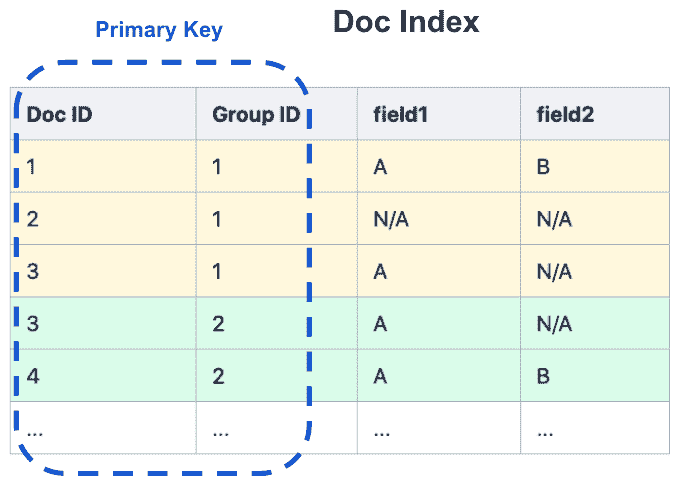 Primary Key
Doc Index
Doc ID Group ID field1 field2
1 1 A B
2 1 N/A N/A
3 1 A N/A
3 2 A N/A
4 2 A B
... ... ... ...